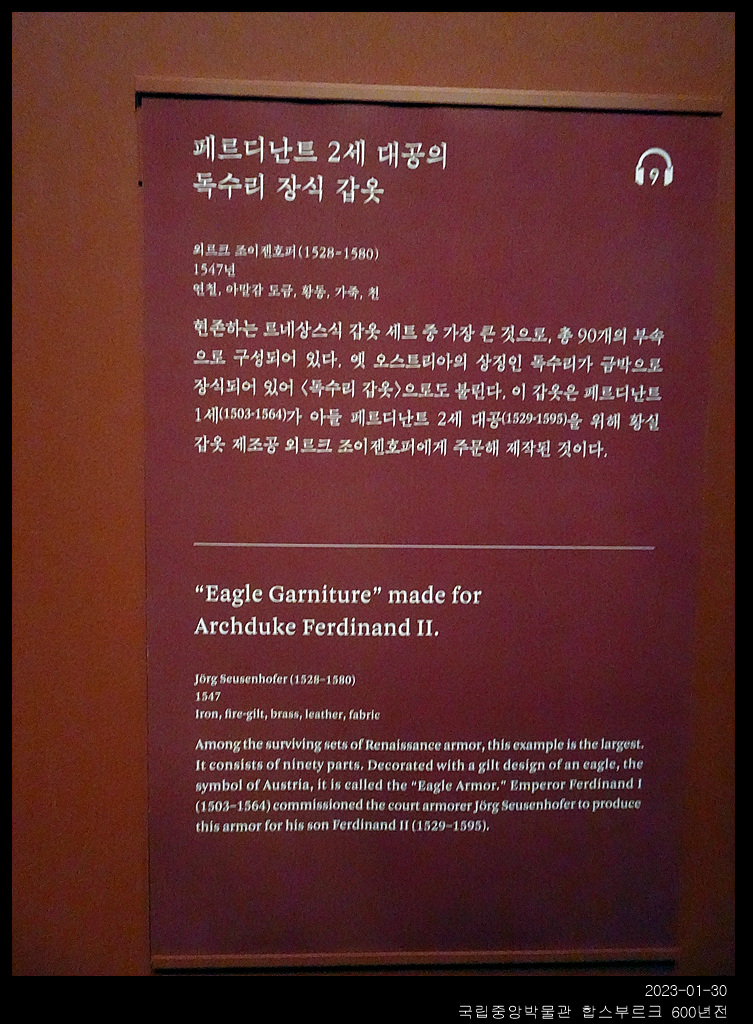 페르디난트 2세 대공의
독수리 장식 갑옷
9
외르크 조이젠호퍼(1528-1580)
1547년
연철, 아말감 도금, 황동, 가죽, 천
현존하는 르네상스식 갑옷 세트 중 가장 큰 것으로, 총 90개의 부속
으로 구성되어 있다. 옛 오스트리아의 상징인 독수리가 금박으로
장식되어 있어 〈독수리 갑옷〉으로도 불린다. 이 갑옷은 페르디난트
1세(1503-1564)가 아들 페르디난트 2세 대공(1529-1595)을 위해 황실
갑옷 제조공 외르크 조이젠호퍼에게 주문해 제작된 것이다.
“Eagle Garniture” made for
Archduke Ferdinand II.
Jörg Seusenhofer (1528–1580)
1547
Iron, fire-gilt, brass, leather, fabric
Among the surviving sets of Renaissance armor, this example is the largest.
It consists of ninety parts. Decorated with a gilt design of an eagle, the
symbol of Austria, it is called the “Eagle Armor.” Emperor Ferdinand I
(1503–1564) commissioned the court armorer Jörg Seusenhofer to produce
this armor for his son Ferdinand II (1529–1595).
2023-01-30
국립중앙박물관 합스부르크 600년전